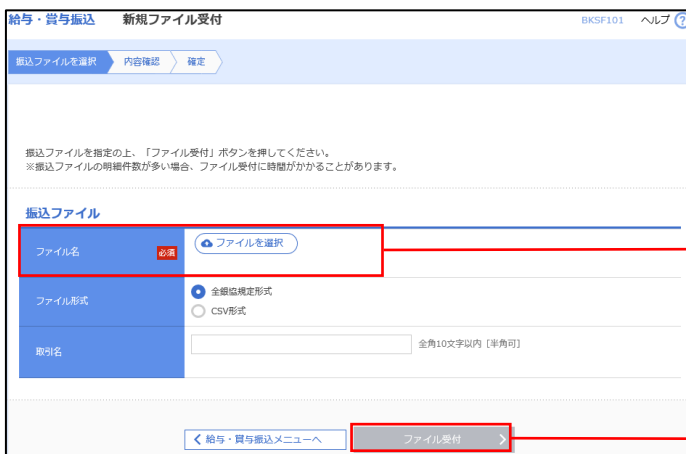 給与・賞与振込 新規ファイル受付 BKSF101 ヘルプ ?
振込ファイルを選択 内容確認 確定
振込ファイルを指定の上、「ファイル受付」ボタンを押してください。
※振込ファイルの明細件数が多い場合、ファイル受付に時間がかかることがあります。
振込ファイル
ファイル名 必須 ファイルを選択
ファイル形式 全銀協規定形式
CSV形式
取引名 全角10文字以内 [半角可]
給与・賞与振込メニューへ ファイル受付